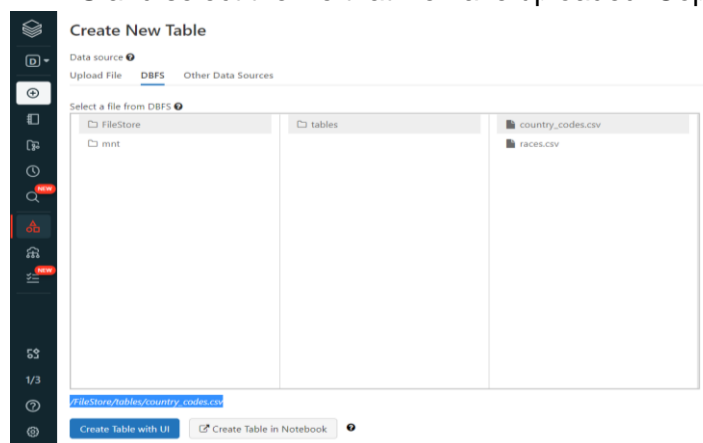 Create New Table
Data source
Upload File DBFS Other Data Sources
Select a file from DBFS
FileStore tables country_codes.csv
mnt races.csv
D
NEW
NEW
1/3
/FileStore/tables/country_codes.csv
Create Table with UI Create Table in Notebook